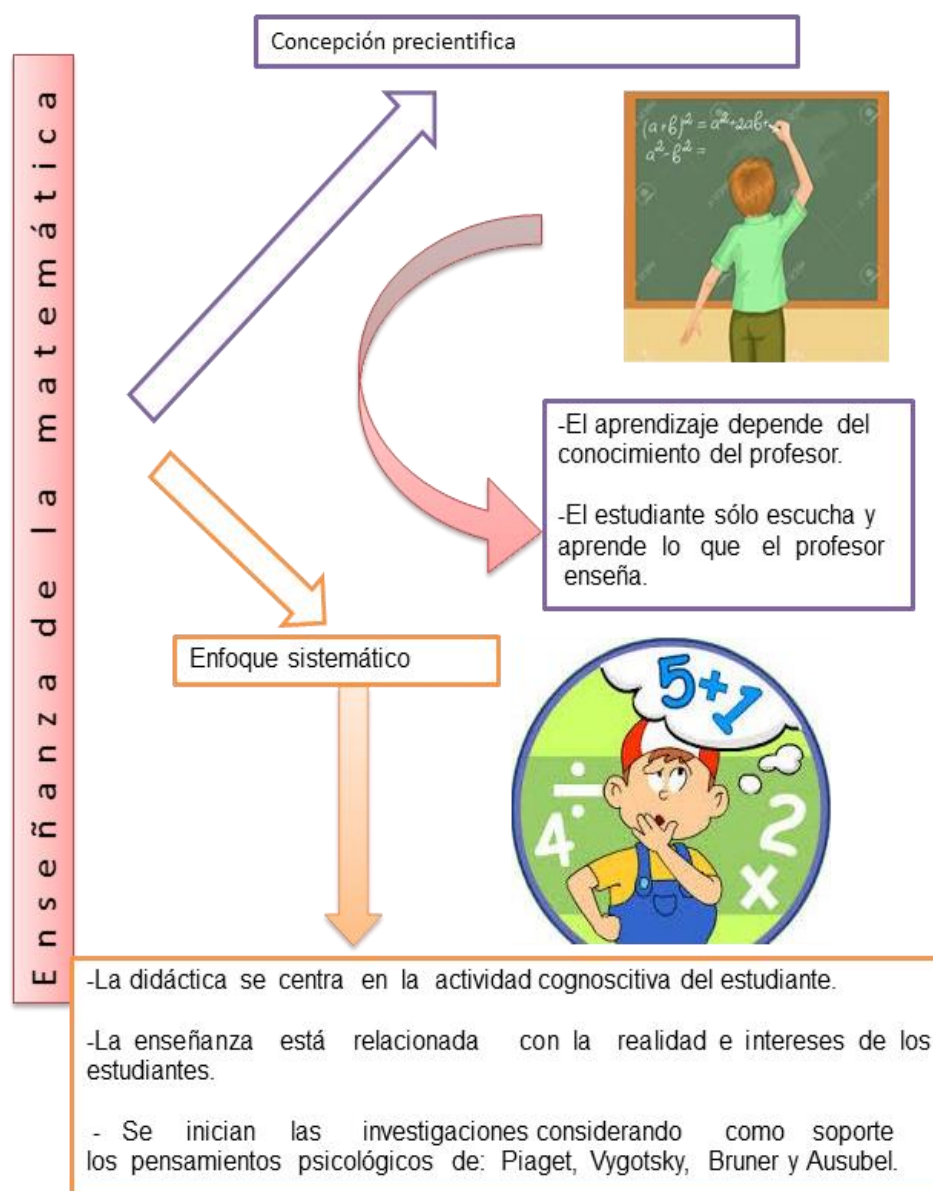 Concepción precientifica
Enseñanza de la matemática
(a+b)² = a²+2ab+
a²-b² =
-El aprendizaje depende del
conocimiento del profesor.
-El estudiante sólo escucha y
aprende lo que el profesor
enseña.
Enfoque sistemático
5+1
÷
4
2
x
-La didáctica se centra en la actividad cognoscitiva del estudiante.
-La enseñanza está relacionada con la realidad e intereses de los
estudiantes.
- Se inician las investigaciones considerando como soporte
los pensamientos psicológicos de: Piaget, Vygotsky, Bruner y Ausubel.